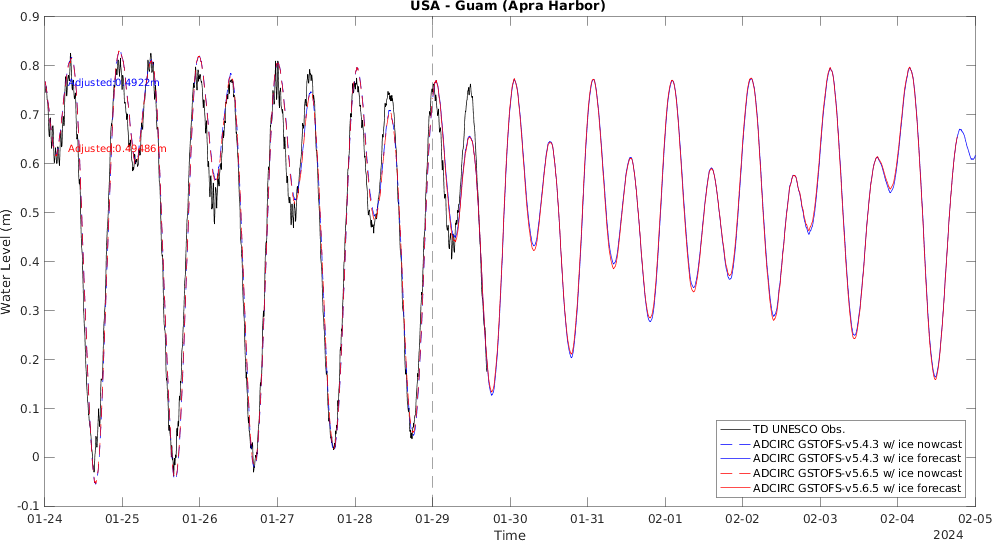 USA - Guam (Apra Harbor)
0.9
0.8
0.7
0.6
0.5
0.4
0.3
0.2
0.1
0
-0.1
Water Level (m)
Adjusted:0.4922m
Adjusted:0.49486m
TD UNESCO Obs.
ADCIRC GSTOFS-v5.4.3 w/ ice nowcast
ADCIRC GSTOFS-v5.4.3 w/ ice forecast
ADCIRC GSTOFS-v5.6.5 w/ ice nowcast
ADCIRC GSTOFS-v5.6.5 w/ ice forecast
01-24 01-25 01-26 01-27 01-28 01-29 01-30 01-31 02-01 02-02 02-03 02-04 02-05
Time
2024